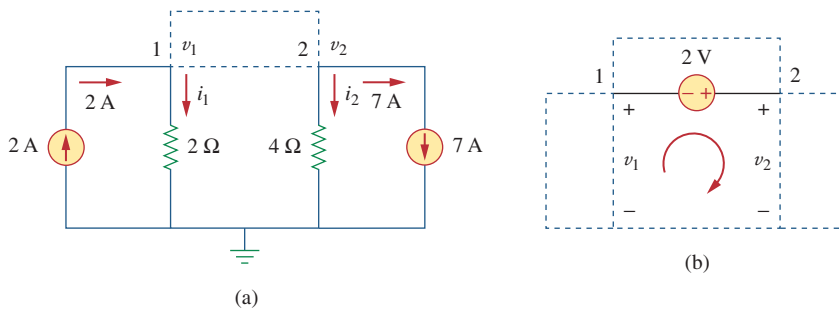 1 v₁ 2 v₂
2 A i₁ i₂ 7 A
2 A 2 Ω 4 Ω 7 A
(a)
2 V
1 − + 2
+ +
v₁ v₂
− −
(b)